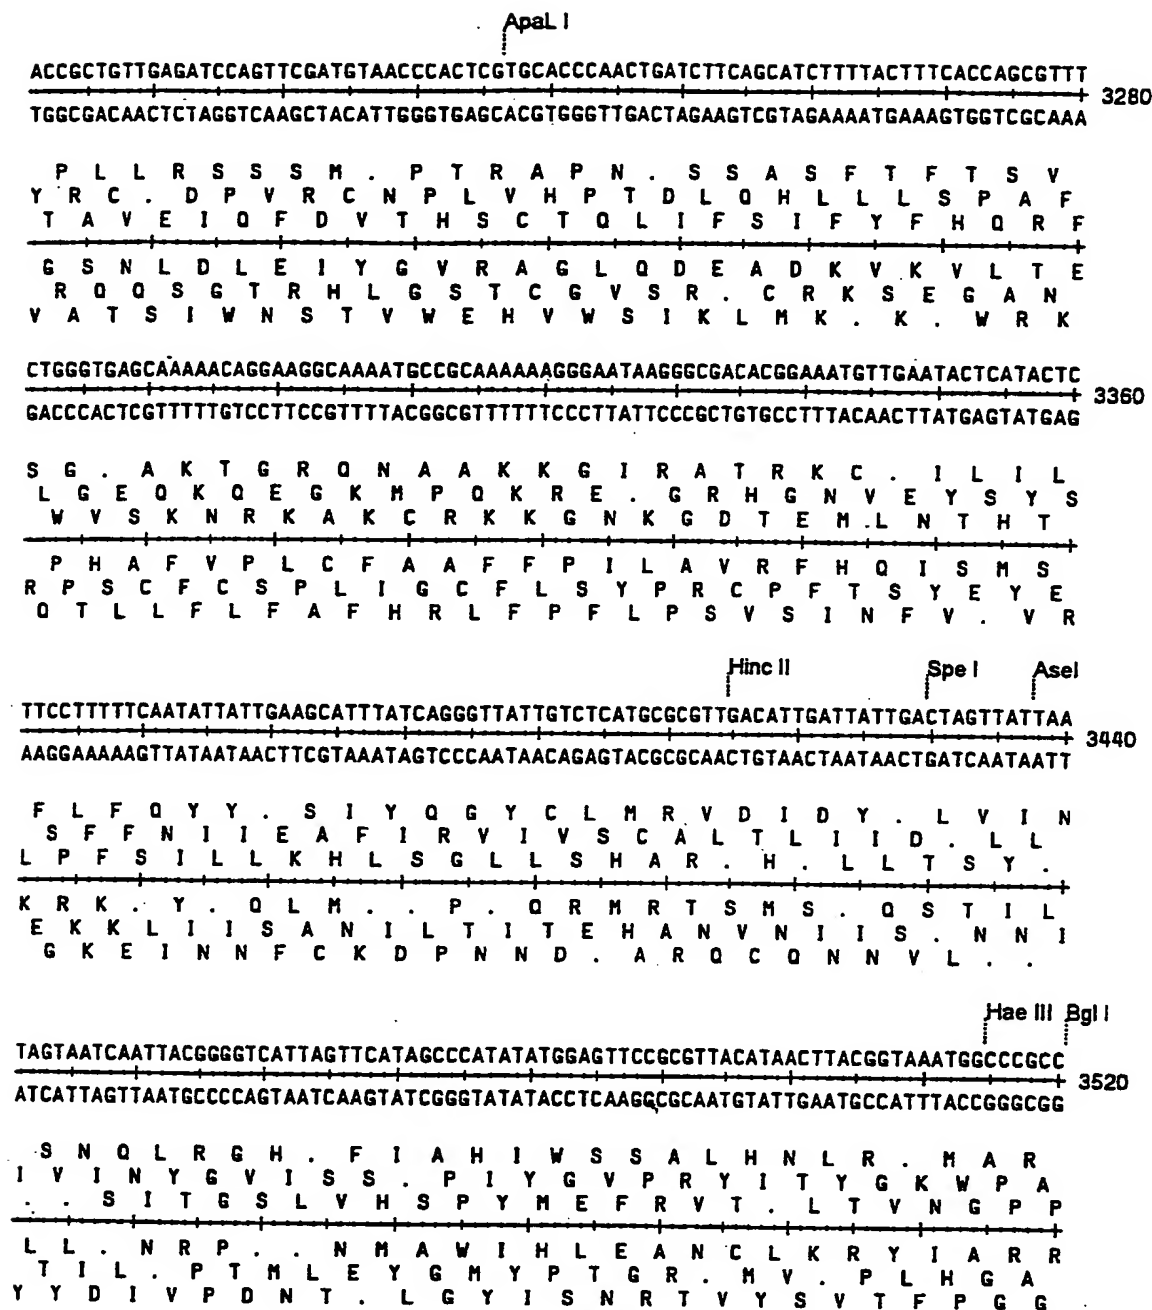 ApaL I
ACCGCTGTTGAGATCCAGTTCGATGTAACCCACTCGTGCACCCAACTGATCTTCAGCATCTTTTACTTTCACCAGCGTTT
3280
TGGCGACAACTCTAGGTCAAGCTACATTGGGTGAGCACGTGGGTTGACTAGAAGTCGTAGAAAATGAAAGTGGTCGCAAA
P L L R S S S M . P T R A P N . S S A S F T F T S V
Y R C . D P V R C N P L V H P T D L Q H L L L S P A F
T A V E I Q F D V T H S C T Q L I F S I F Y F H Q R F
G S N L D L E I Y G V R A G L Q D E A D K V K V L T E
R Q Q S G T R H L G S T C G V S R . C R K S E G A N
V A T S I W N S T V W E H V W S I K L M K . K . W R K
CTGGGTGAGCAAAAACAGGAAGGCAAAATGCCGCAAAAAAGGGAATAAGGGCGACACGGAAATGTTGAATACTCATACTC
3360
GACCCACTCGTTTTTGTCCTTCCGTTTTACGGCGTTTTTTCCCTTATTCCCGCTGTGCCTTTACAACTTATGAGTATGAG
S G . A K T G R Q N A A K K G I R A T R K C . I L I L
L G E Q K Q E G K M P Q K R E . G R H G N V E Y S Y S
W V S K N R K A K C R K K G N K G D T E M L N T H T
P H A F V P L C F A A F F P I L A V R F H Q I S M S
R P S C F C S P L I G C F L S Y P R C P F T S Y E Y E
Q T L L F L F A F H R L F P F L P S V S I N F V . V R
Hinc II
Spe I
AseI
TTCCTTTTTCAATATTATTGAAGCATTTATCAGGGTTATTGTCTCATGCGCGTTGACATTGATTATTGACTAGTTATTAA
3440
AAGGAAAAAGTTATAATAACTTCGTAAATAGTCCCAATAACAGAGTACGCGCAACTGTAACTAATAACTGATCAATAATT
F L F Q Y Y . S I Y Q G Y C L M R V D I D Y . L V I N
S F F N I I E A F I R V I V S C A L T L I I D . L L
L P F S I L L K H L S G L L S H A R . H . L L T S Y .
K R K . Y . Q L M . . P . Q R M R T S M S . Q S T I L
E K K L I I S A N I L T I T E H A N V N I I S . N N I
G K E I N N F C K D P N N D . A R Q C Q N N V L . .
Hae III
Bgl I
TAGTAATCAATTACGGGGTCATTAGTTCATAGCCCATATATGGAGTTCCGCGTTACATAACTTACGGTAAATGGCCCGCC
3520
ATCATTAGTTAATGCCCCAGTAATCAAGTATCGGGTATATACCTCAAGGCGCAATGTATTGAATGCCATTTACCGGGCGG
S N Q L R G H . F I A H I W S S A L H N L R . M A R
I V I N Y G V I S S . P I Y G V P R Y I T Y G K W P A
. . S I T G S L V H S P Y M E F R V T . L T V N G P P
L L . N R P . . N M A W I H L E A N C L K R Y I A R R
T I L . P T M L E Y G M Y P T G R . M V . P L H G A
Y Y D I V P D N T . L G Y I S N R T V Y S V T F P G G